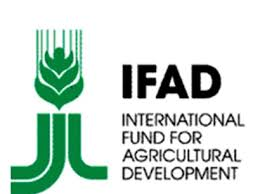 IFAD
INTERNATIONAL
FUND FOR
AGRICULTURAL
DEVELOPMENT